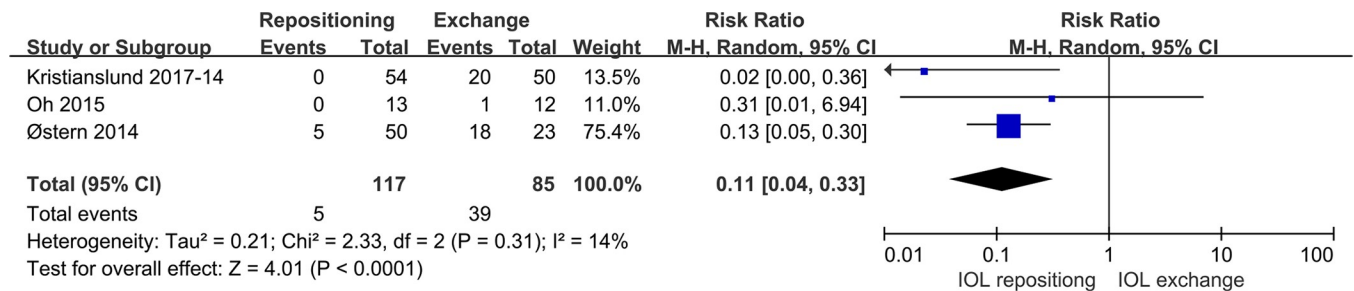 Repositioning Exchange Risk Ratio Risk Ratio
Study or Subgroup Events Total Events Total Weight M-H, Random, 95% CI M-H, Random, 95% CI
Kristianslund 2017-14 0 54 20 50 13.5% 0.02 [0.00, 0.36]
Oh 2015 0 13 1 12 11.0% 0.31 [0.01, 6.94]
Østern 2014 5 50 18 23 75.4% 0.13 [0.05, 0.30]
Total (95% CI) 117 85 100.0% 0.11 [0.04, 0.33]
Total events 5 39
Heterogeneity: Tau² = 0.21; Chi² = 2.33, df = 2 (P = 0.31); I² = 14%
Test for overall effect: Z = 4.01 (P < 0.0001)
0.01 0.1 1 10 100
IOL repositiong IOL exchange